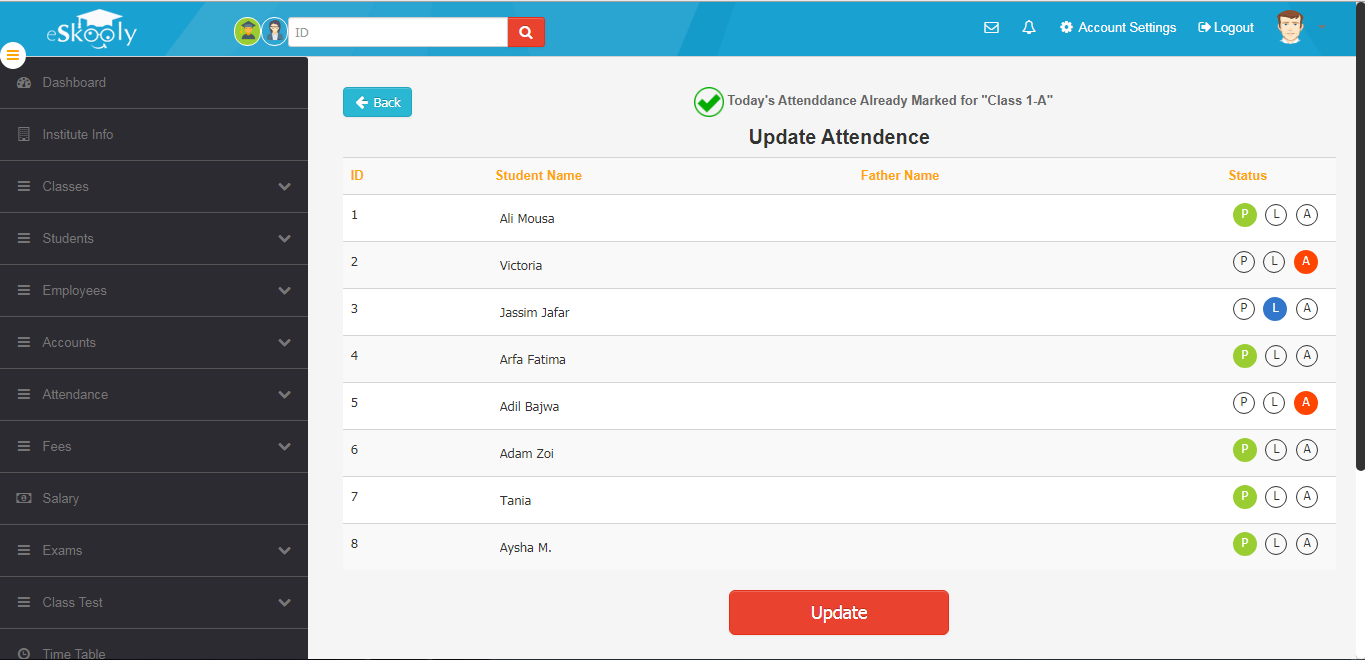 eSkooly
ID
Account Settings
Logout
Dashboard
Institute Info
Classes
Students
Employees
Accounts
Attendance
Fees
Salary
Exams
Class Test
Time Table
Back
Today's Attenddance Already Marked for "Class 1-A"
Update Attendence
ID Student Name Father Name Status
1 Ali Mousa P L A
2 Victoria P L A
3 Jassim Jafar P L A
4 Arfa Fatima P L A
5 Adil Bajwa P L A
6 Adam Zoi P L A
7 Tania P L A
8 Aysha M. P L A
Update